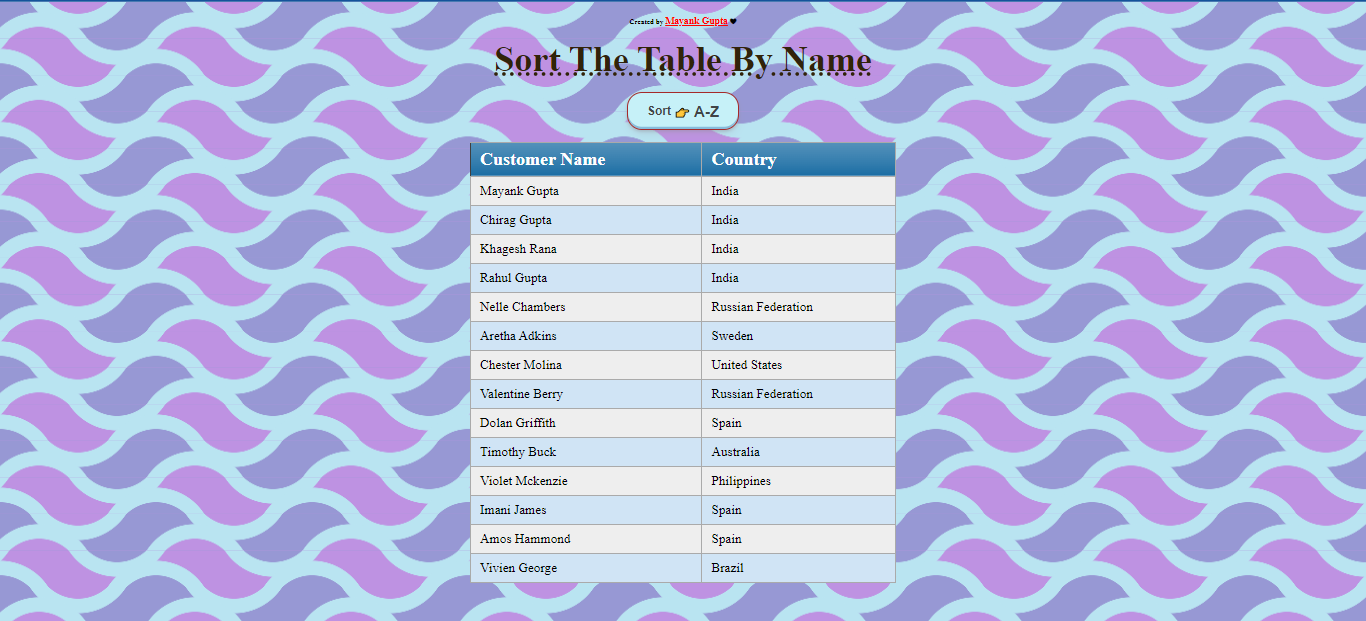 Created by Mayank Gupta ❤
Sort The Table By Name
Sort 👉 A-Z
Customer Name Country
Mayank Gupta India
Chirag Gupta India
Khagesh Rana India
Rahul Gupta India
Nelle Chambers Russian Federation
Aretha Adkins Sweden
Chester Molina United States
Valentine Berry Russian Federation
Dolan Griffith Spain
Timothy Buck Australia
Violet Mckenzie Philippines
Imani James Spain
Amos Hammond Spain
Vivien George Brazil